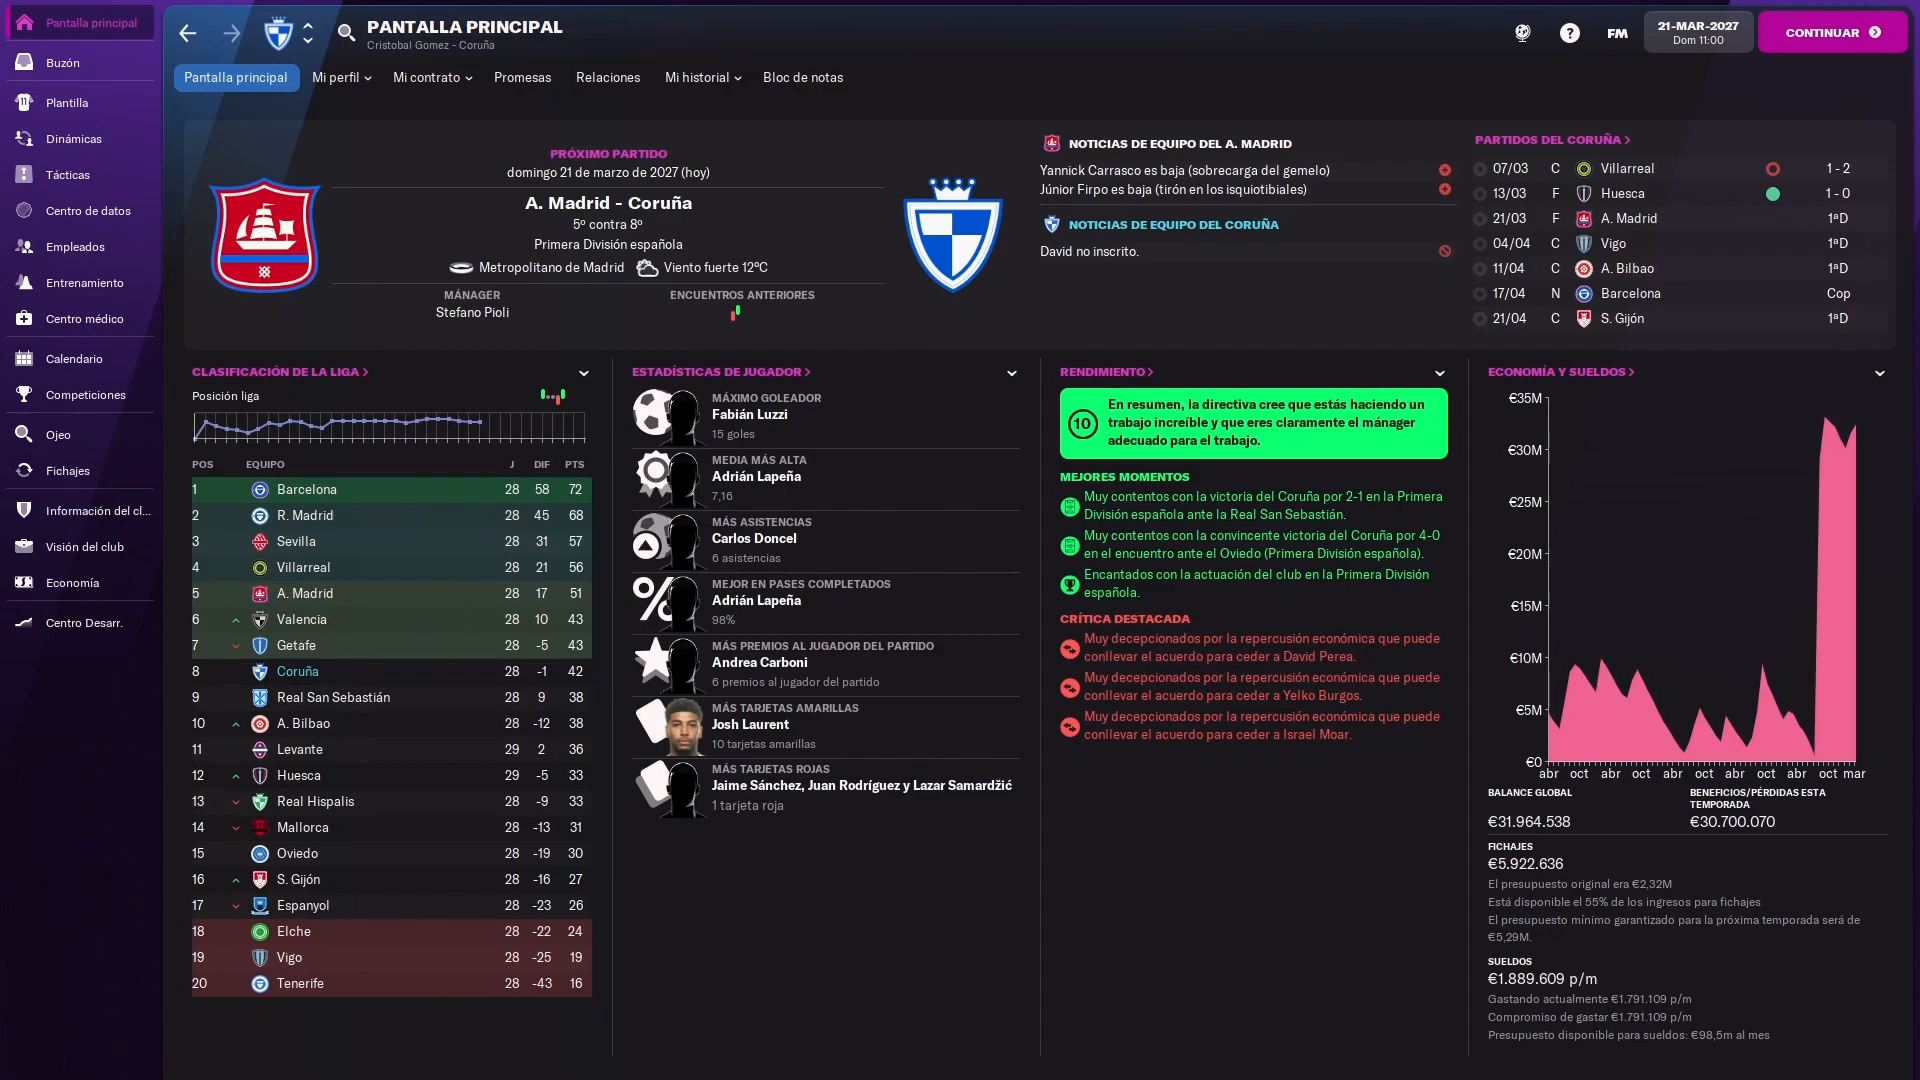 Pantalla principal
Buzón
Plantilla
Dinámicas
Tácticas
Centro de datos
Empleados
Entrenamiento
Centro médico
Calendario
Competiciones
Ojeo
Fichajes
Información del cl...
Visión del club
Economía
Centro Desarr.
PANTALLA PRINCIPAL
Cristobal Gomez - Coruña
FM
21-MAR-2027
Dom 11:00
CONTINUAR
Pantalla principal Mi perfil Mi contrato Promesas Relaciones Mi historial Bloc de notas
PRÓXIMO PARTIDO
domingo 21 de marzo de 2027 (hoy)
A. Madrid - Coruña
5º contra 8º
Primera División española
Metropolitano de Madrid Viento fuerte 12ºC
MÁNAGER
Stefano Pioli
ENCUENTROS ANTERIORES
NOTICIAS DE EQUIPO DEL A. MADRID
Yannick Carrasco es baja (sobrecarga del gemelo)
Júnior Firpo es baja (tirón en los isquiotibiales)
NOTICIAS DE EQUIPO DEL CORUÑA
David no inscrito.
PARTIDOS DEL CORUÑA
07/03 C Villarreal 1 - 2
13/03 F Huesca 1 - 0
21/03 F A. Madrid 1ªD
04/04 C Vigo 1ªD
11/04 C A. Bilbao 1ªD
17/04 N Barcelona Cop
21/04 C S. Gijón 1ªD
CLASIFICACIÓN DE LA LIGA
Posición liga
POS EQUIPO J DIF PTS
1 Barcelona 28 58 72
2 R. Madrid 28 45 68
3 Sevilla 28 31 57
4 Villarreal 28 21 56
5 A. Madrid 28 17 51
6 Valencia 28 10 43
7 Getafe 28 -5 43
8 Coruña 28 -1 42
9 Real San Sebastián 28 9 38
10 A. Bilbao 28 -12 38
11 Levante 29 2 36
12 Huesca 29 -5 33
13 Real Hispalis 28 -9 33
14 Mallorca 28 -13 31
15 Oviedo 28 -19 30
16 S. Gijón 28 -16 27
17 Espanyol 28 -23 26
18 Elche 28 -22 24
19 Vigo 28 -25 19
20 Tenerife 28 -43 16
ESTADÍSTICAS DE JUGADOR
MÁXIMO GOLEADOR
Fabián Luzzi
15 goles
MEDIA MÁS ALTA
Adrián Lapeña
7,16
MÁS ASISTENCIAS
Carlos Doncel
6 asistencias
MEJOR EN PASES COMPLETADOS
Adrián Lapeña
98%
MÁS PREMIOS AL JUGADOR DEL PARTIDO
Andrea Carboni
6 premios al jugador del partido
MÁS TARJETAS AMARILLAS
Josh Laurent
10 tarjetas amarillas
MÁS TARJETAS ROJAS
Jaime Sánchez, Juan Rodríguez y Lazar Samardžić
1 tarjeta roja
RENDIMIENTO
10
En resumen, la directiva cree que estás haciendo un
trabajo increíble y que eres claramente el mánager
adecuado para el trabajo.
MEJORES MOMENTOS
Muy contentos con la victoria del Coruña por 2-1 en la Primera
División española ante la Real San Sebastián.
Muy contentos con la convincente victoria del Coruña por 4-0
en el encuentro ante el Oviedo (Primera División española).
Encantados con la actuación del club en la Primera División
española.
CRÍTICA DESTACADA
Muy decepcionados por la repercusión económica que puede
conllevar el acuerdo para ceder a David Perea.
Muy decepcionados por la repercusión económica que puede
conllevar el acuerdo para ceder a Yelko Burgos.
Muy decepcionados por la repercusión económica que puede
conllevar el acuerdo para ceder a Israel Moar.
ECONOMÍA Y SUELDOS
€35M
€30M
€25M
€20M
€15M
€10M
€5M
€0
abr oct abr oct abr oct abr oct abr oct mar
BALANCE GLOBAL
€31.964.538
BENEFICIOS/PÉRDIDAS ESTA
TEMPORADA
€30.700.070
FICHAJES
€5.922.636
El presupuesto original era €2,32M
Está disponible el 55% de los ingresos para fichajes
El presupuesto mínimo garantizado para la próxima temporada será de
€5,29M.
SUELDOS
€1.889.609 p/m
Gastando actualmente €1.791.109 p/m
Compromiso de gastar €1.791.109 p/m
Presupuesto disponible para sueldos: €98,5m al mes